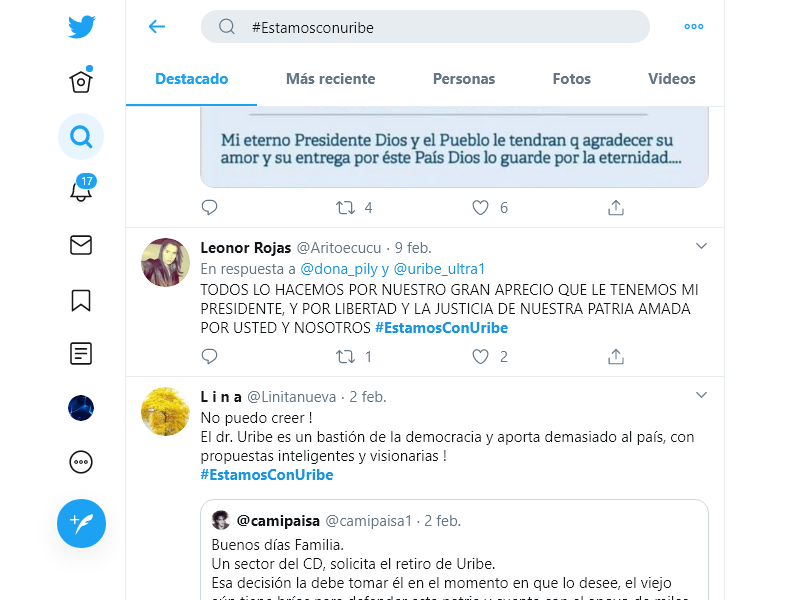 #Estamosconuribe
Destacado Más reciente Personas Fotos Videos
Mi eterno Presidente Dios y el Pueblo le tendran q agradecer su
amor y su entrega por éste País Dios lo guarde por la eternidad....
4 6
17
Leonor Rojas @Aritoecucu · 9 feb.
En respuesta a @dona_pily y @uribe_ultra1
TODOS LO HACEMOS POR NUESTRO GRAN APRECIO QUE LE TENEMOS MI
PRESIDENTE, Y POR LIBERTAD Y LA JUSTICIA DE NUESTRA PATRIA AMADA
POR USTED Y NOSOTROS #EstamosConUribe
1 2
L i n a @Linitanueva · 2 feb.
No puedo creer !
El dr. Uribe es un bastión de la democracia y aporta demasiado al país, con
propuestas inteligentes y visionarias !
#EstamosConUribe
@camipaisa @camipaisa1 · 2 feb.
Buenos días Familia.
Un sector del CD, solicita el retiro de Uribe.
Esa decisión la debe tomar él en el momento en que lo desee, el viejo